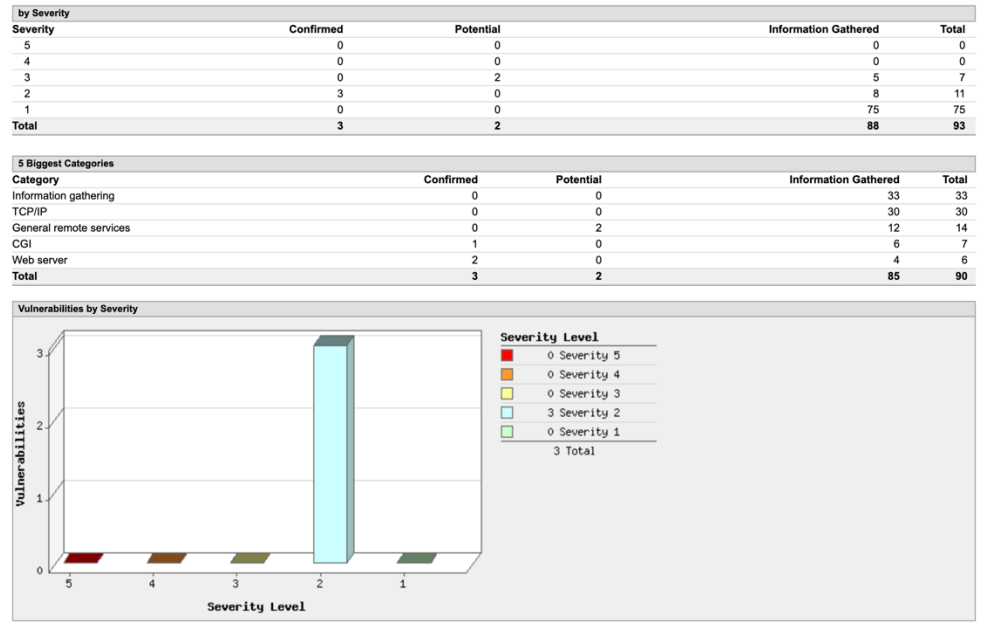 by Severity
Severity Confirmed Potential Information Gathered Total
5 0 0 0 0
4 0 0 0 0
3 0 2 5 7
2 3 0 8 11
1 0 0 75 75
Total 3 2 88 93
5 Biggest Categories
Category Confirmed Potential Information Gathered Total
Information gathering 0 0 33 33
TCP/IP 0 0 30 30
General remote services 0 2 12 14
CGI 1 0 6 7
Web server 2 0 4 6
Total 3 2 85 90
Vulnerabilities by Severity
Vulnerabilities
3
2
1
0
5 4 3 2 1
Severity Level
Severity Level
0 Severity 5
0 Severity 4
0 Severity 3
3 Severity 2
0 Severity 1
3 Total